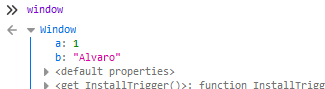 window
Window
a: 1
b: "Alvaro"
<default properties>
<get InstallTrigger()>: function InstallTrigg